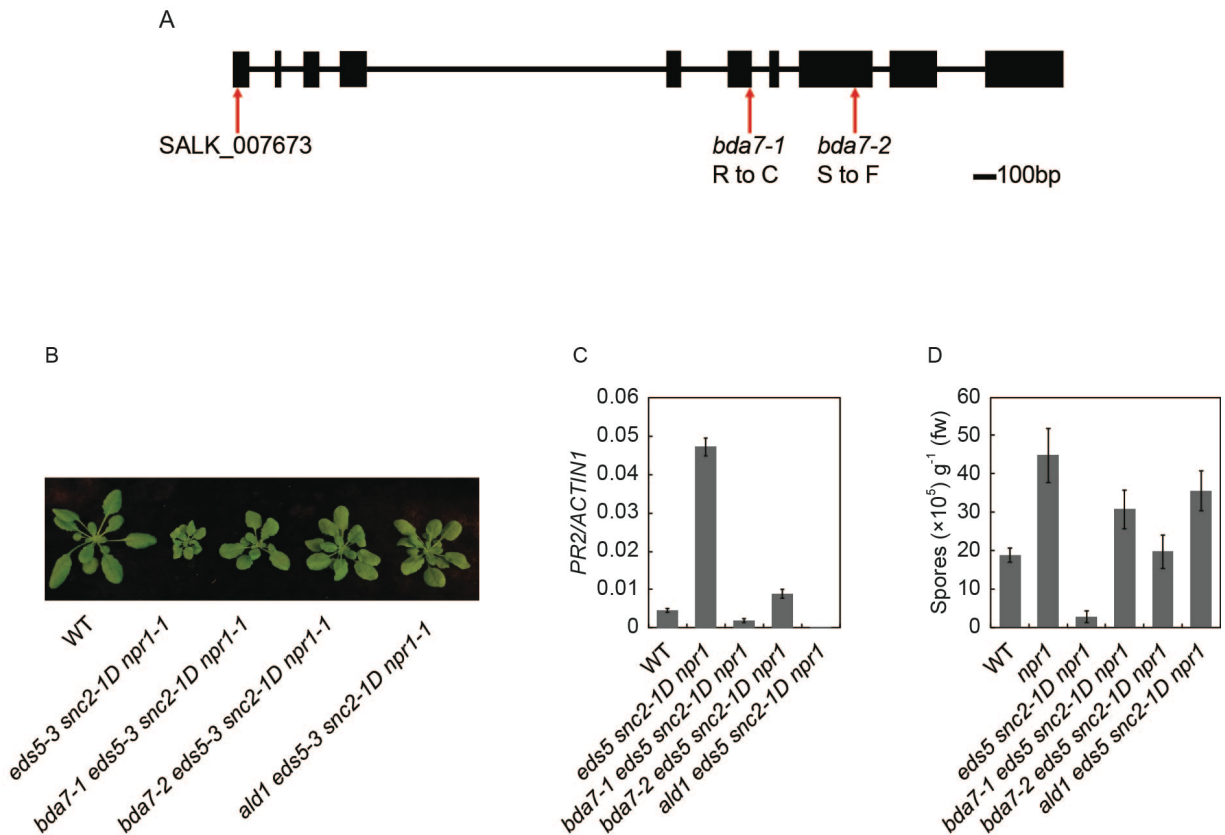 A
SALK_007673
bda7-1
R to C
bda7-2
S to F
100bp
B
WT
eds5-3 snc2-1D npr1-1
bda7-1 eds5-3 snc2-1D npr1-1
bda7-2 eds5-3 snc2-1D npr1-1
ald1 eds5-3 snc2-1D npr1-1
C
PR2/ACTIN1
0.06
0.05
0.04
0.03
0.02
0.01
0
WT
eds5 snc2-1D npr1
bda7-1 eds5 snc2-1D npr1
bda7-2 eds5 snc2-1D npr1
ald1 eds5 snc2-1D npr1
D
Spores (×10⁵) g⁻¹ (fw)
60
50
40
30
20
10
0
WT
npr1
eds5 snc2-1D npr1
bda7-1 eds5 snc2-1D npr1
bda7-2 eds5 snc2-1D npr1
ald1 eds5 snc2-1D npr1